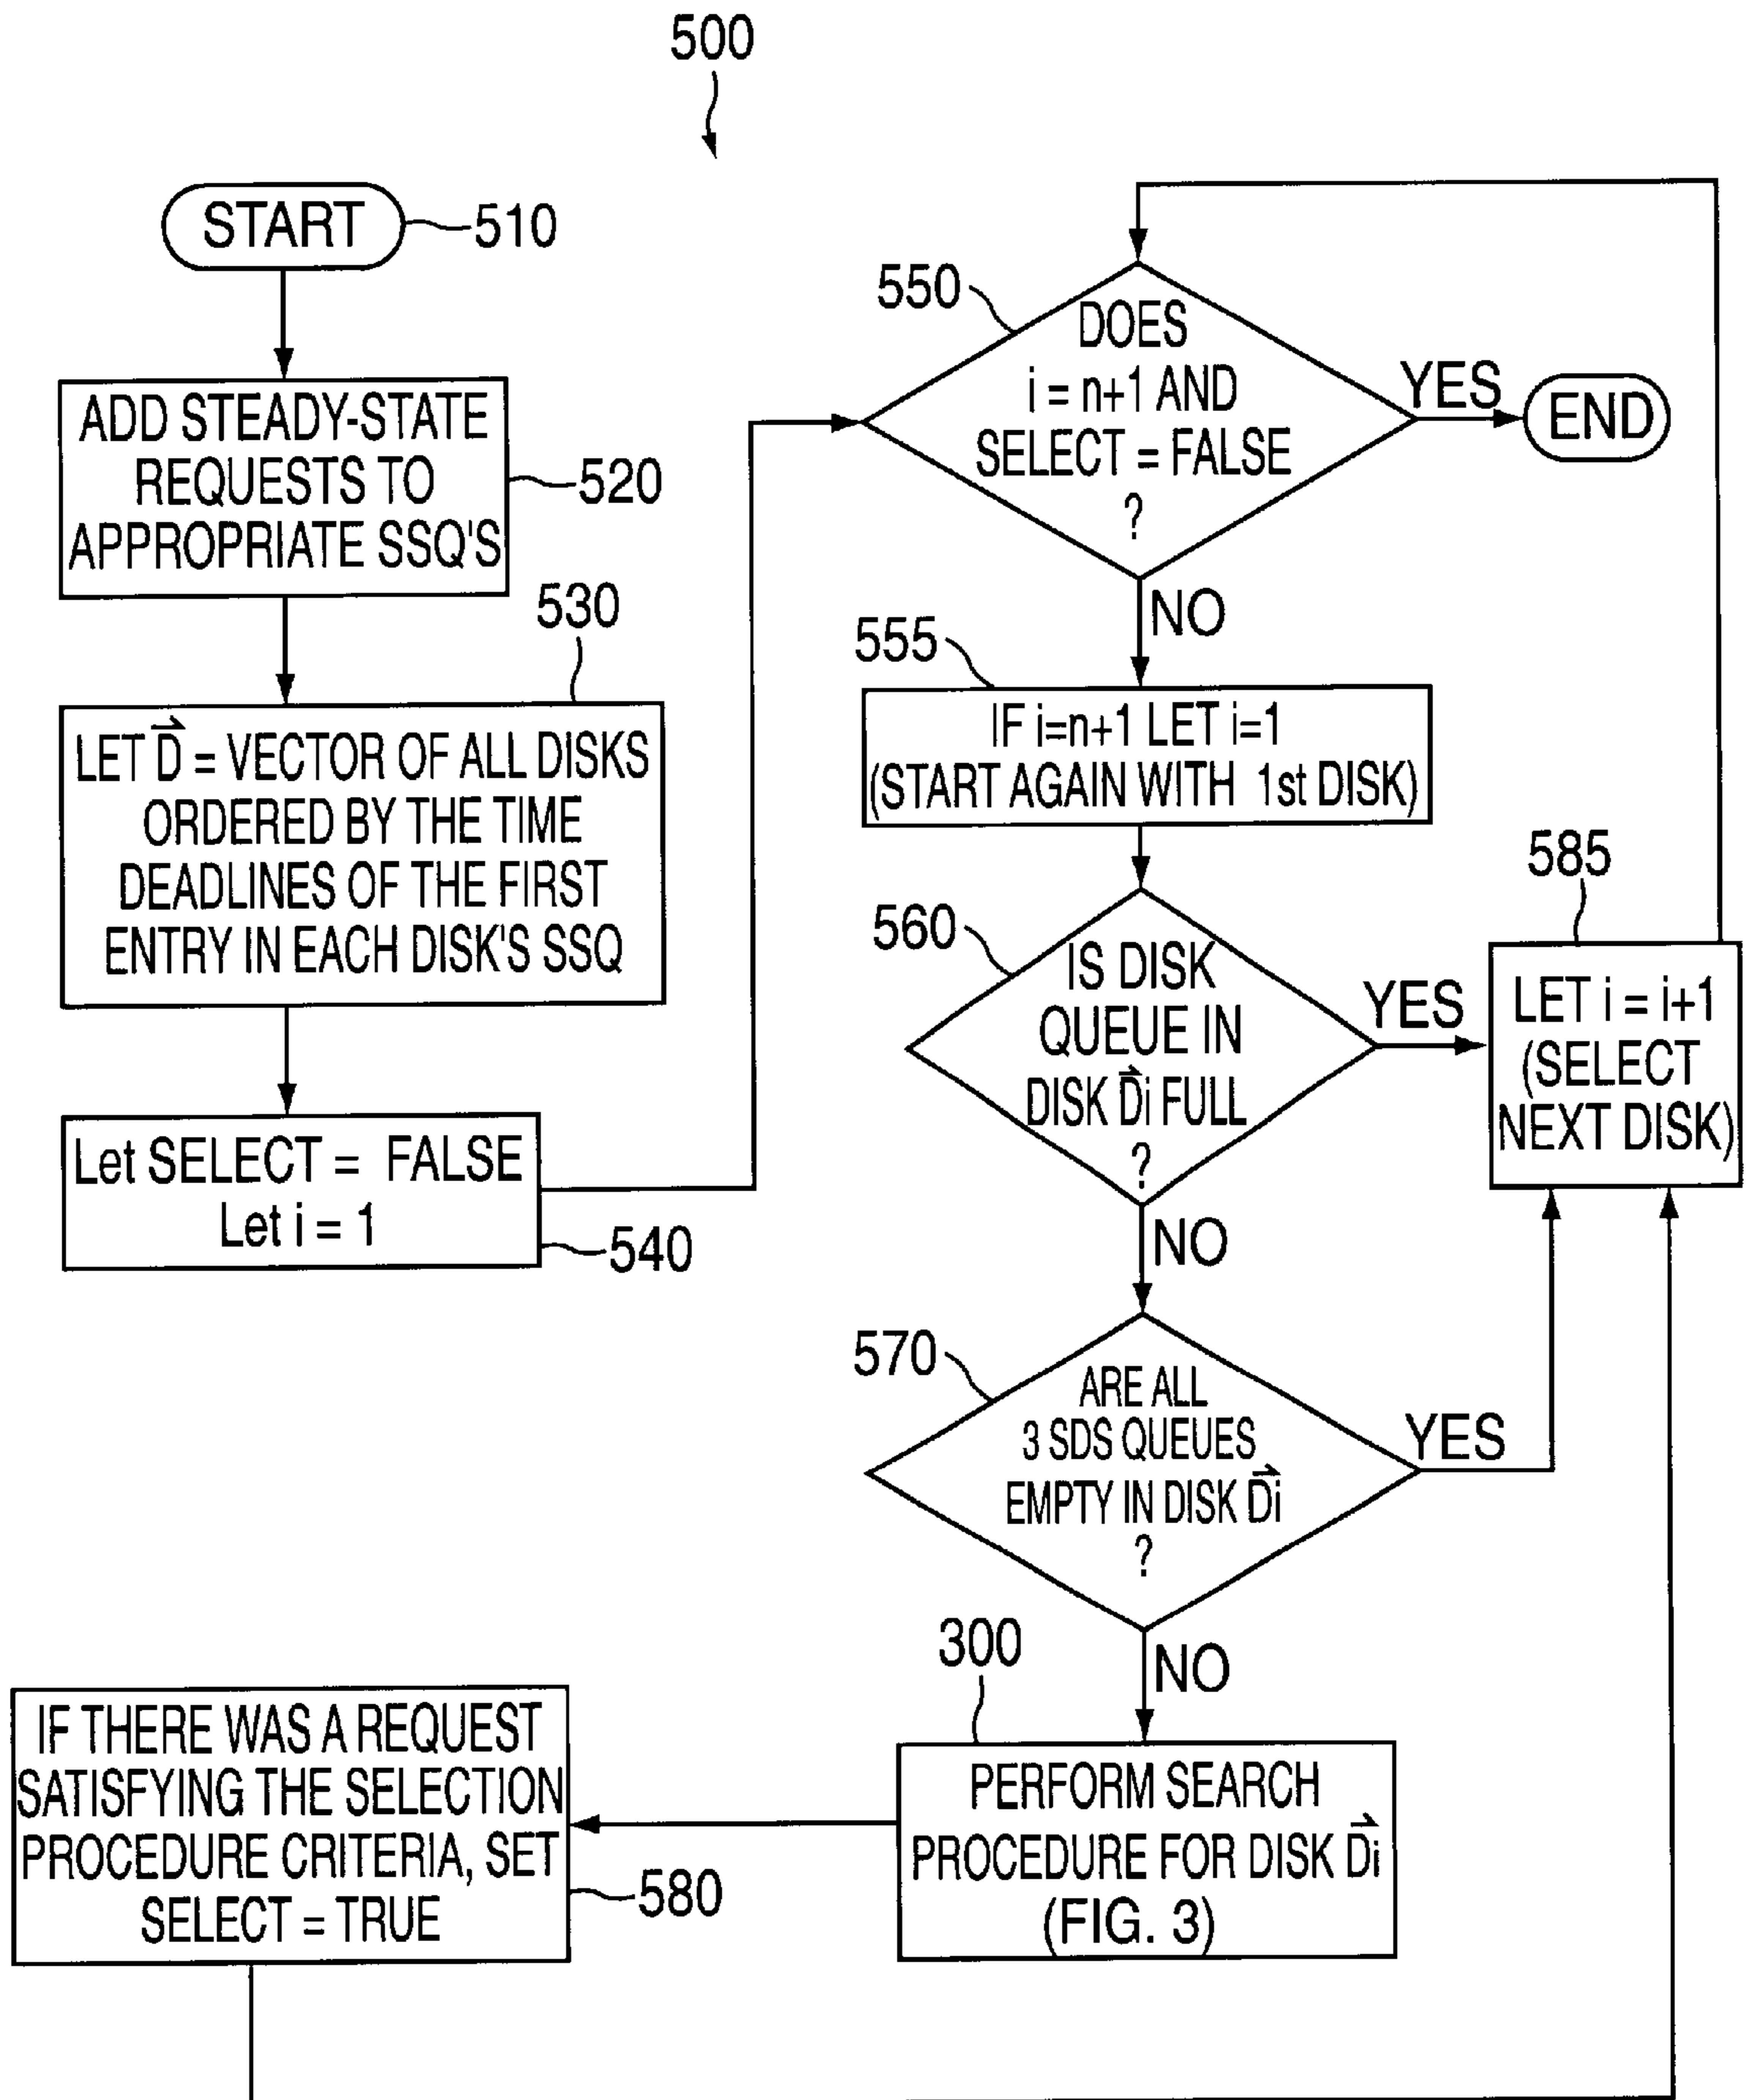 500
START
510
ADD STEADY-STATE
REQUESTS TO
APPROPRIATE SSQ'S
520
530
LET D⃗ = VECTOR OF ALL DISKS
ORDERED BY THE TIME
DEADLINES OF THE FIRST
ENTRY IN EACH DISK'S SSQ
Let SELECT = FALSE
Let i = 1
540
550
DOES
i = n+1 AND
SELECT = FALSE
?
YES
END
NO
555
IF i=n+1 LET i=1
(START AGAIN WITH 1st DISK)
560
IS DISK
QUEUE IN
DISK D⃗i FULL
?
YES
585
LET i = i+1
(SELECT
NEXT DISK)
NO
570
ARE ALL
3 SDS QUEUES
EMPTY IN DISK D⃗i
?
YES
NO
300
PERFORM SEARCH
PROCEDURE FOR DISK D⃗i
(FIG. 3)
IF THERE WAS A REQUEST
SATISFYING THE SELECTION
PROCEDURE CRITERIA, SET
SELECT = TRUE
580